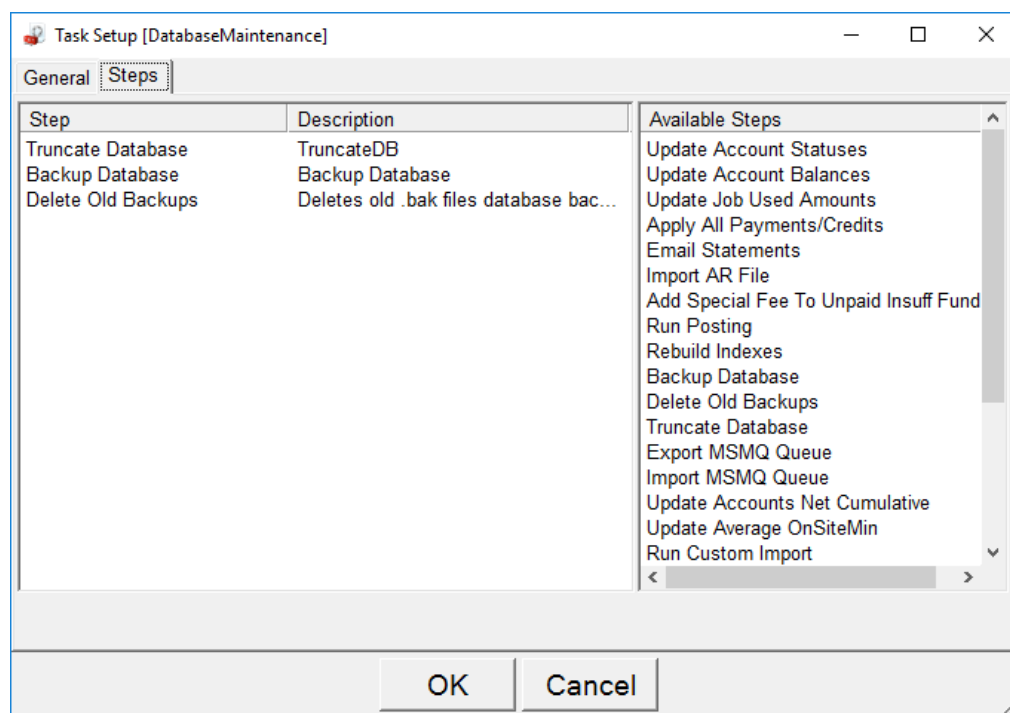 Task Setup [DatabaseMaintenance]
General Steps
Step Description
Truncate Database TruncateDB
Backup Database Backup Database
Delete Old Backups Deletes old .bak files database bac...
Available Steps
Update Account Statuses
Update Account Balances
Update Job Used Amounts
Apply All Payments/Credits
Email Statements
Import AR File
Add Special Fee To Unpaid Insuff Fund
Run Posting
Rebuild Indexes
Backup Database
Delete Old Backups
Truncate Database
Export MSMQ Queue
Import MSMQ Queue
Update Accounts Net Cumulative
Update Average OnSiteMin
Run Custom Import
OK Cancel